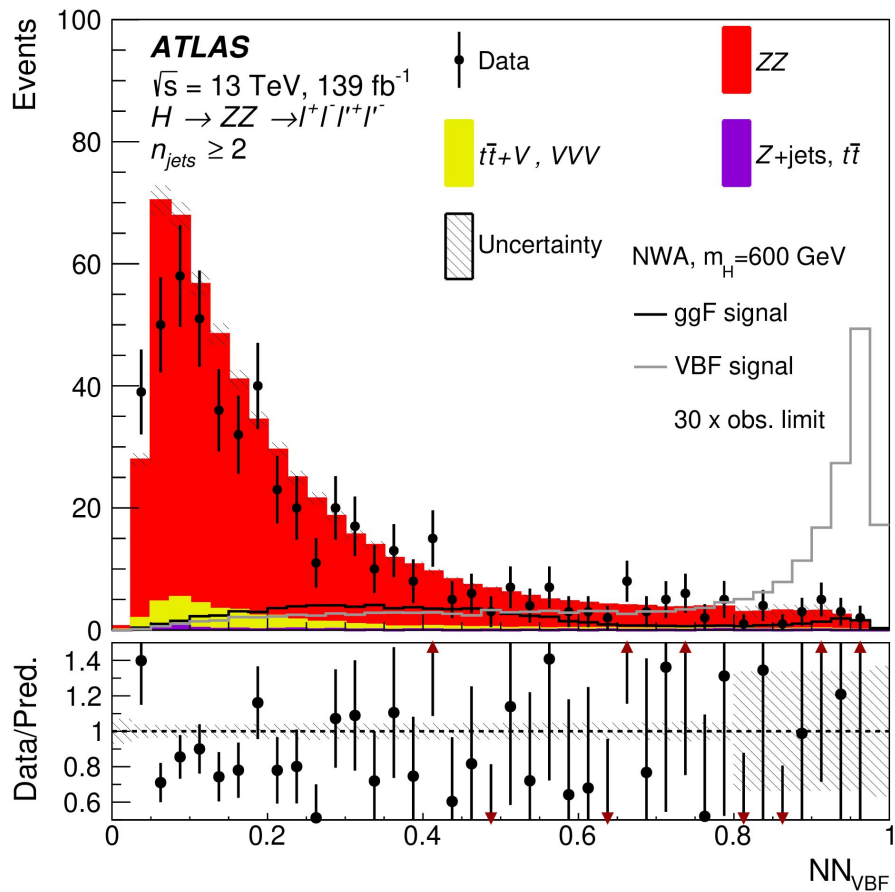 Events
100
80
60
40
20
0
ATLAS
√s = 13 TeV, 139 fb⁻¹
H → ZZ → l⁺l⁻l'⁺l'⁻
n_jets ≥ 2
Data
ZZ
tt̄+V , VVV
Z+jets, tt̄
Uncertainty
NWA, m_H=600 GeV
ggF signal
VBF signal
30 x obs. limit
Data/Pred.
1.4
1.2
1
0.8
0.6
0 0.2 0.4 0.6 0.8 1
NN_VBF